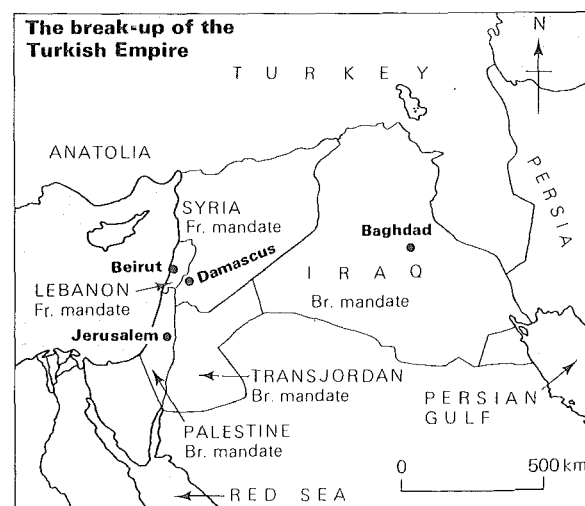 The break-up of the
Turkish Empire
N
T U R K E Y
ANATOLIA
PERSIA
SYRIA
Fr. mandate
Baghdad
Beirut
Damascus
I R A Q
Br. mandate
LEBANON
Fr. mandate
Jerusalem
TRANSJORDAN
Br. mandate
PERSIAN
GULF
PALESTINE
Br. mandate
0 500 km
RED SEA